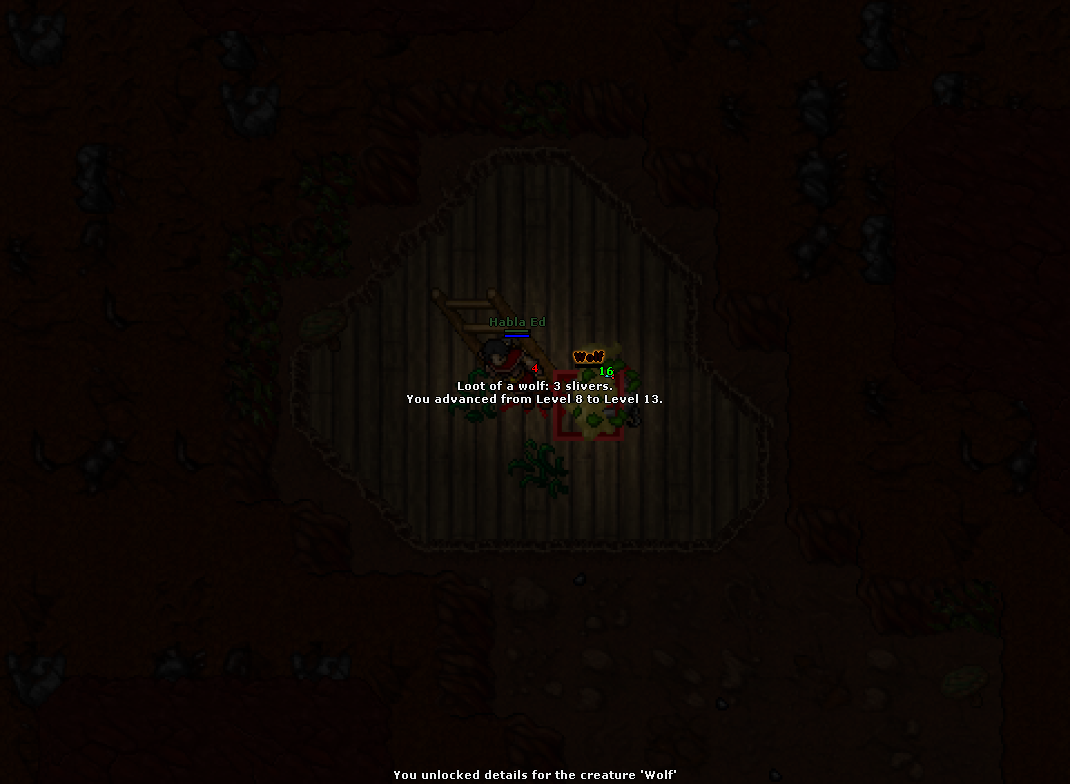 Habla Ed
Wolf
4
16
Loot of a wolf: 3 slivers.
You advanced from Level 8 to Level 13.
You unlocked details for the creature 'Wolf'